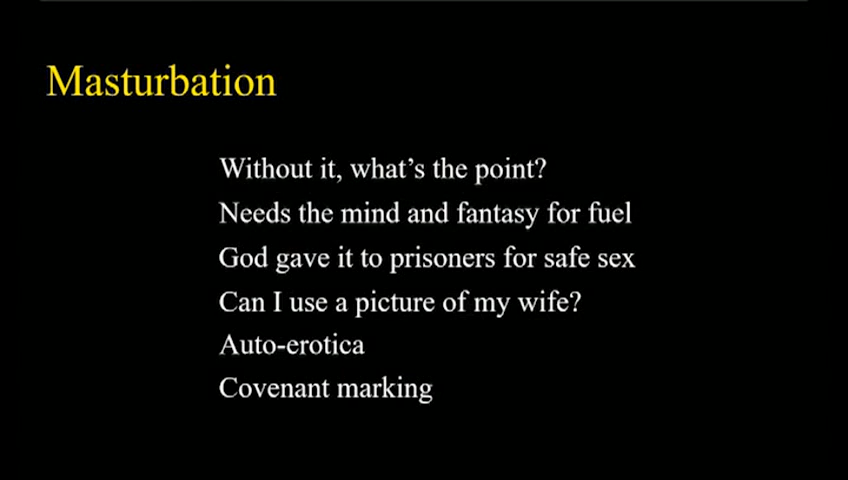 Masturbation
Without it, what's the point?
Needs the mind and fantasy for fuel
God gave it to prisoners for safe sex
Can I use a picture of my wife?
Auto-erotica
Covenant marking